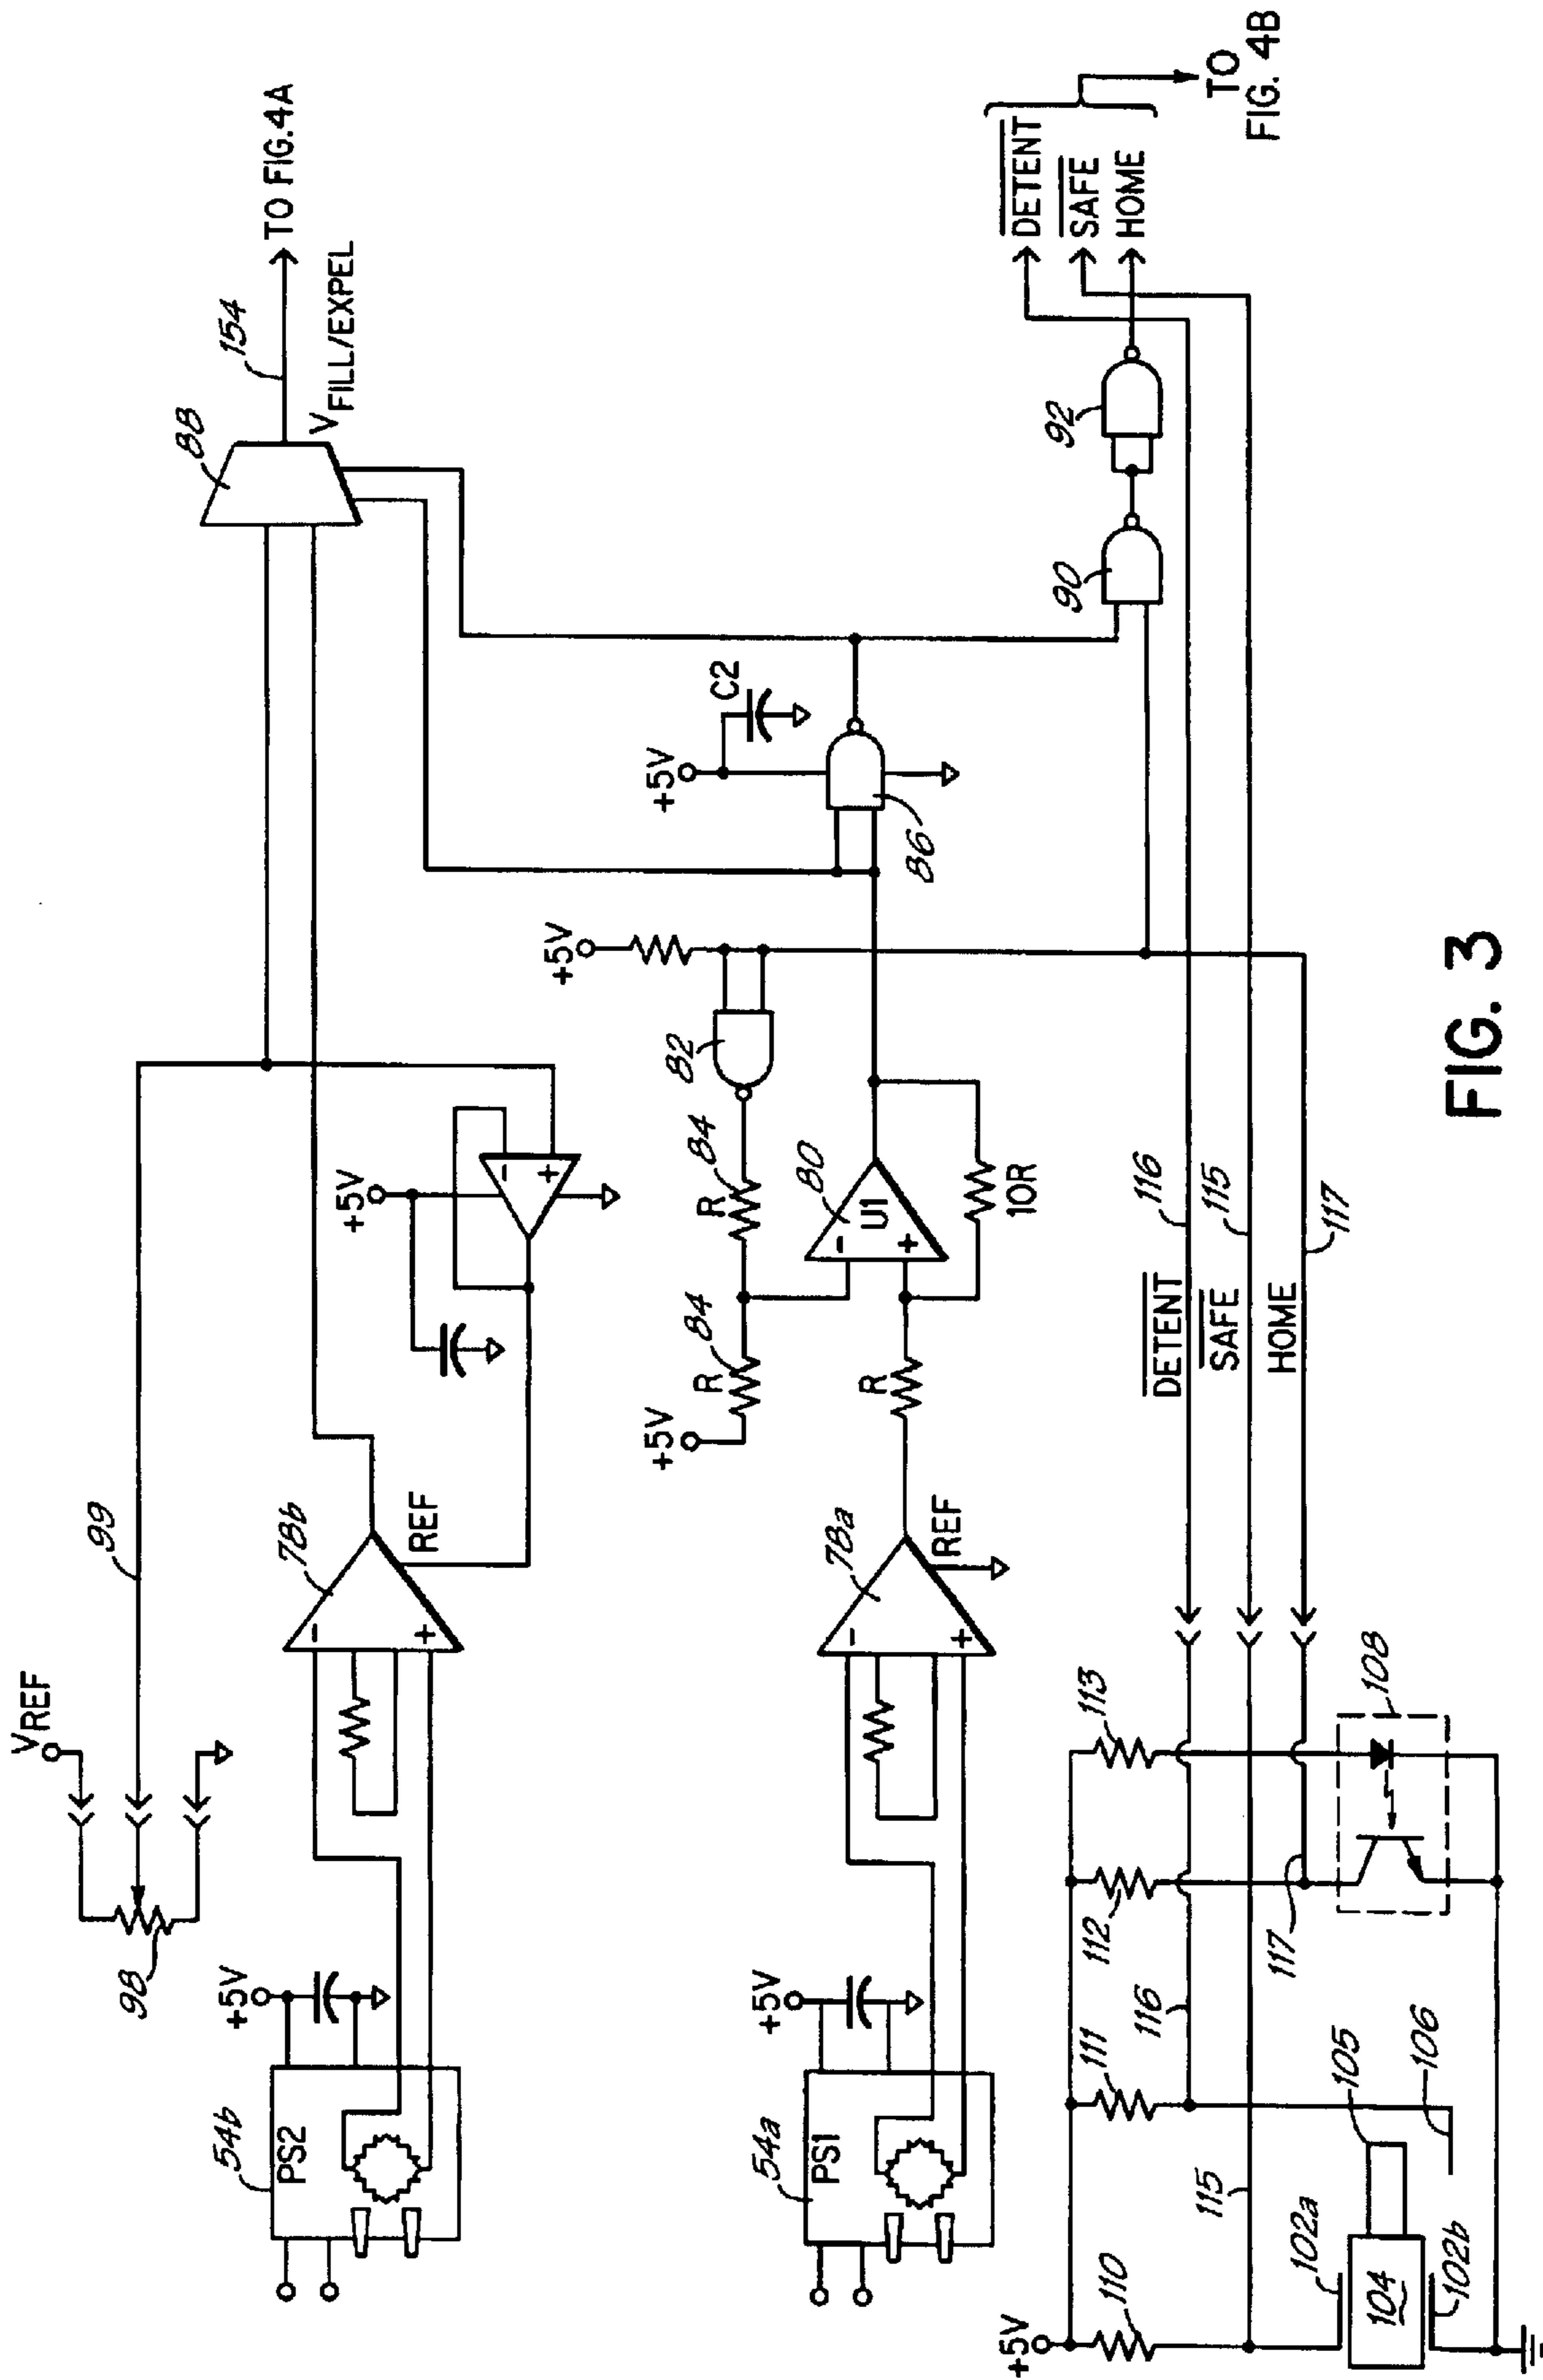 VREF
98
99
TO FIG.4A
154
VFILL/EXPEL
88
54b
PS2
+5V
78b
-
+
REF
+5V
-
+
54a
PS1
+5V
78a
-
+
REF
+5V
R
84
R
84
82
+5V
R
80
U1
-
+
10R
+5V
C2
86
90
92
DETENT
SAFE
HOME
TO
FIG. 4B
DETENT
116
SAFE
115
HOME
117
+5V
110
111
112
113
115
116
117
102a
104
102b
105
106
108
FIG. 3